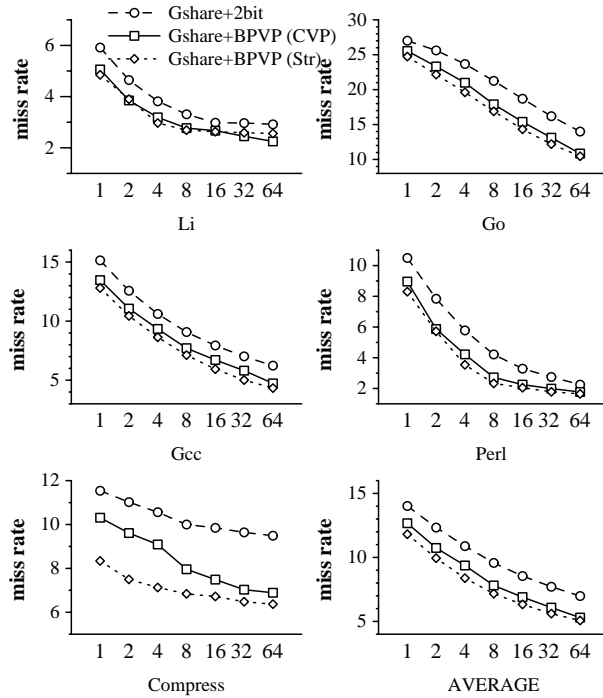 Gshare+2bit
Gshare+BPVP (CVP)
Gshare+BPVP (Str)
miss rate
6
4
2
1 2 4 8 16 32 64
Li
miss rate
25
20
15
10
1 2 4 8 16 32 64
Go
miss rate
15
10
5
1 2 4 8 16 32 64
Gcc
miss rate
10
8
6
4
2
1 2 4 8 16 32 64
Perl
miss rate
12
10
8
6
1 2 4 8 16 32 64
Compress
miss rate
15
10
5
1 2 4 8 16 32 64
AVERAGE